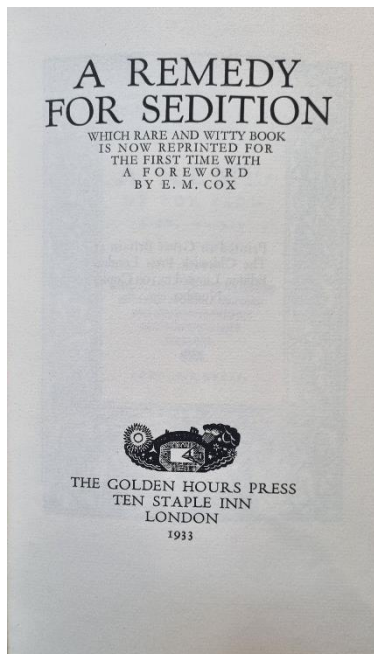 A REMEDY
FOR SEDITION
WHICH RARE AND WITTY BOOK
IS NOW REPRINTED FOR
THE FIRST TIME WITH
A FOREWORD
BY E. M. COX
THE GOLDEN HOURS PRESS
TEN STAPLE INN
LONDON
1933